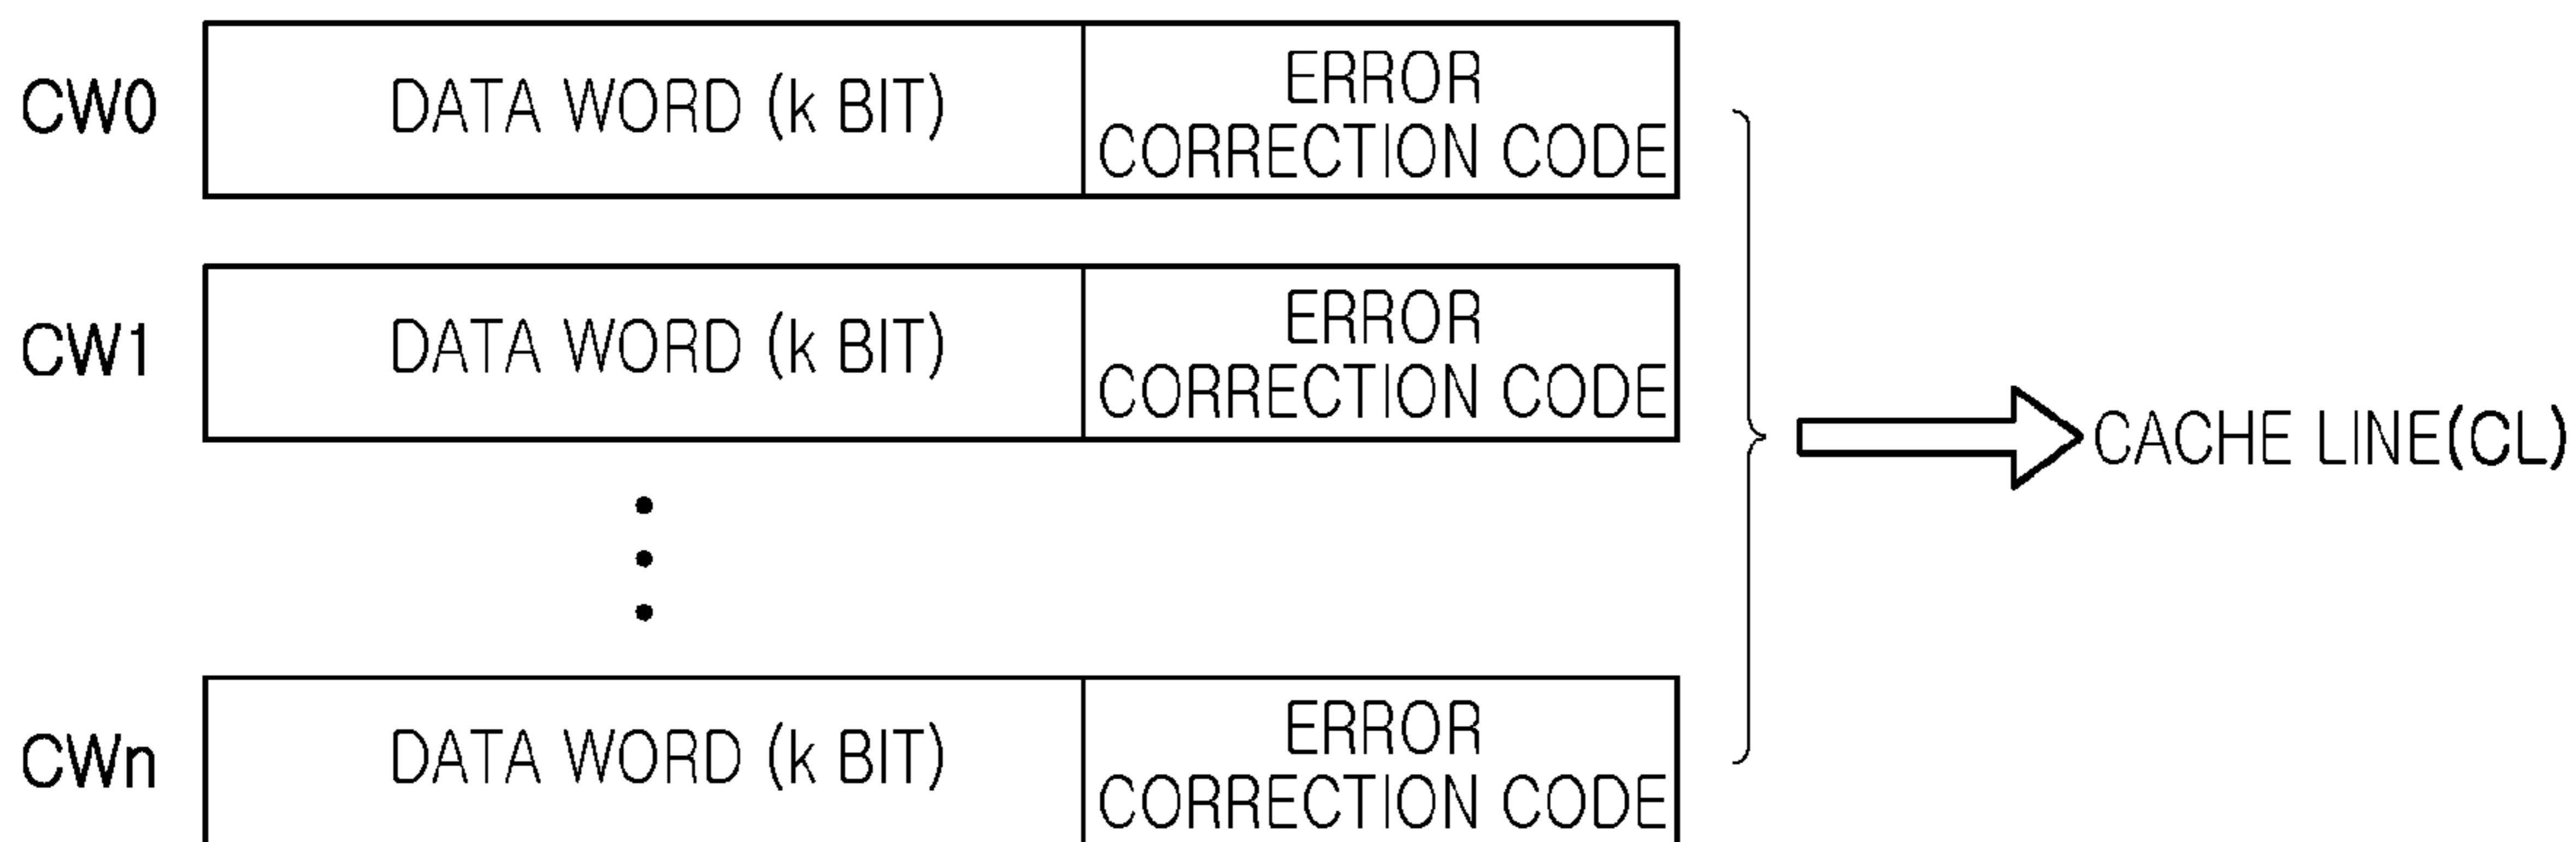 CW0 DATA WORD (k BIT) ERROR
CORRECTION CODE
CW1 DATA WORD (k BIT) ERROR
CORRECTION CODE
CACHE LINE(CL)
CWn DATA WORD (k BIT) ERROR
CORRECTION CODE